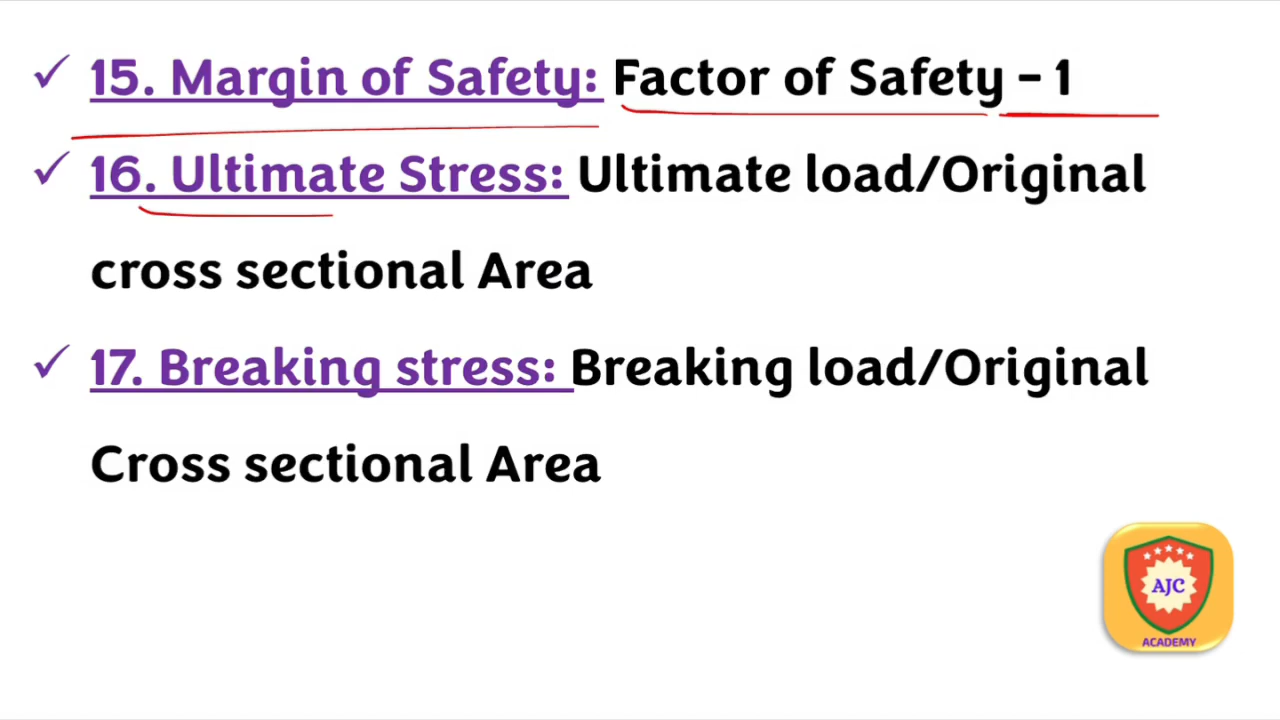 ✓ 15. Margin of Safety: Factor of Safety – 1
✓ 16. Ultimate Stress: Ultimate load/Original
cross sectional Area
✓ 17. Breaking stress: Breaking load/Original
Cross sectional Area
AJC
ACADEMY